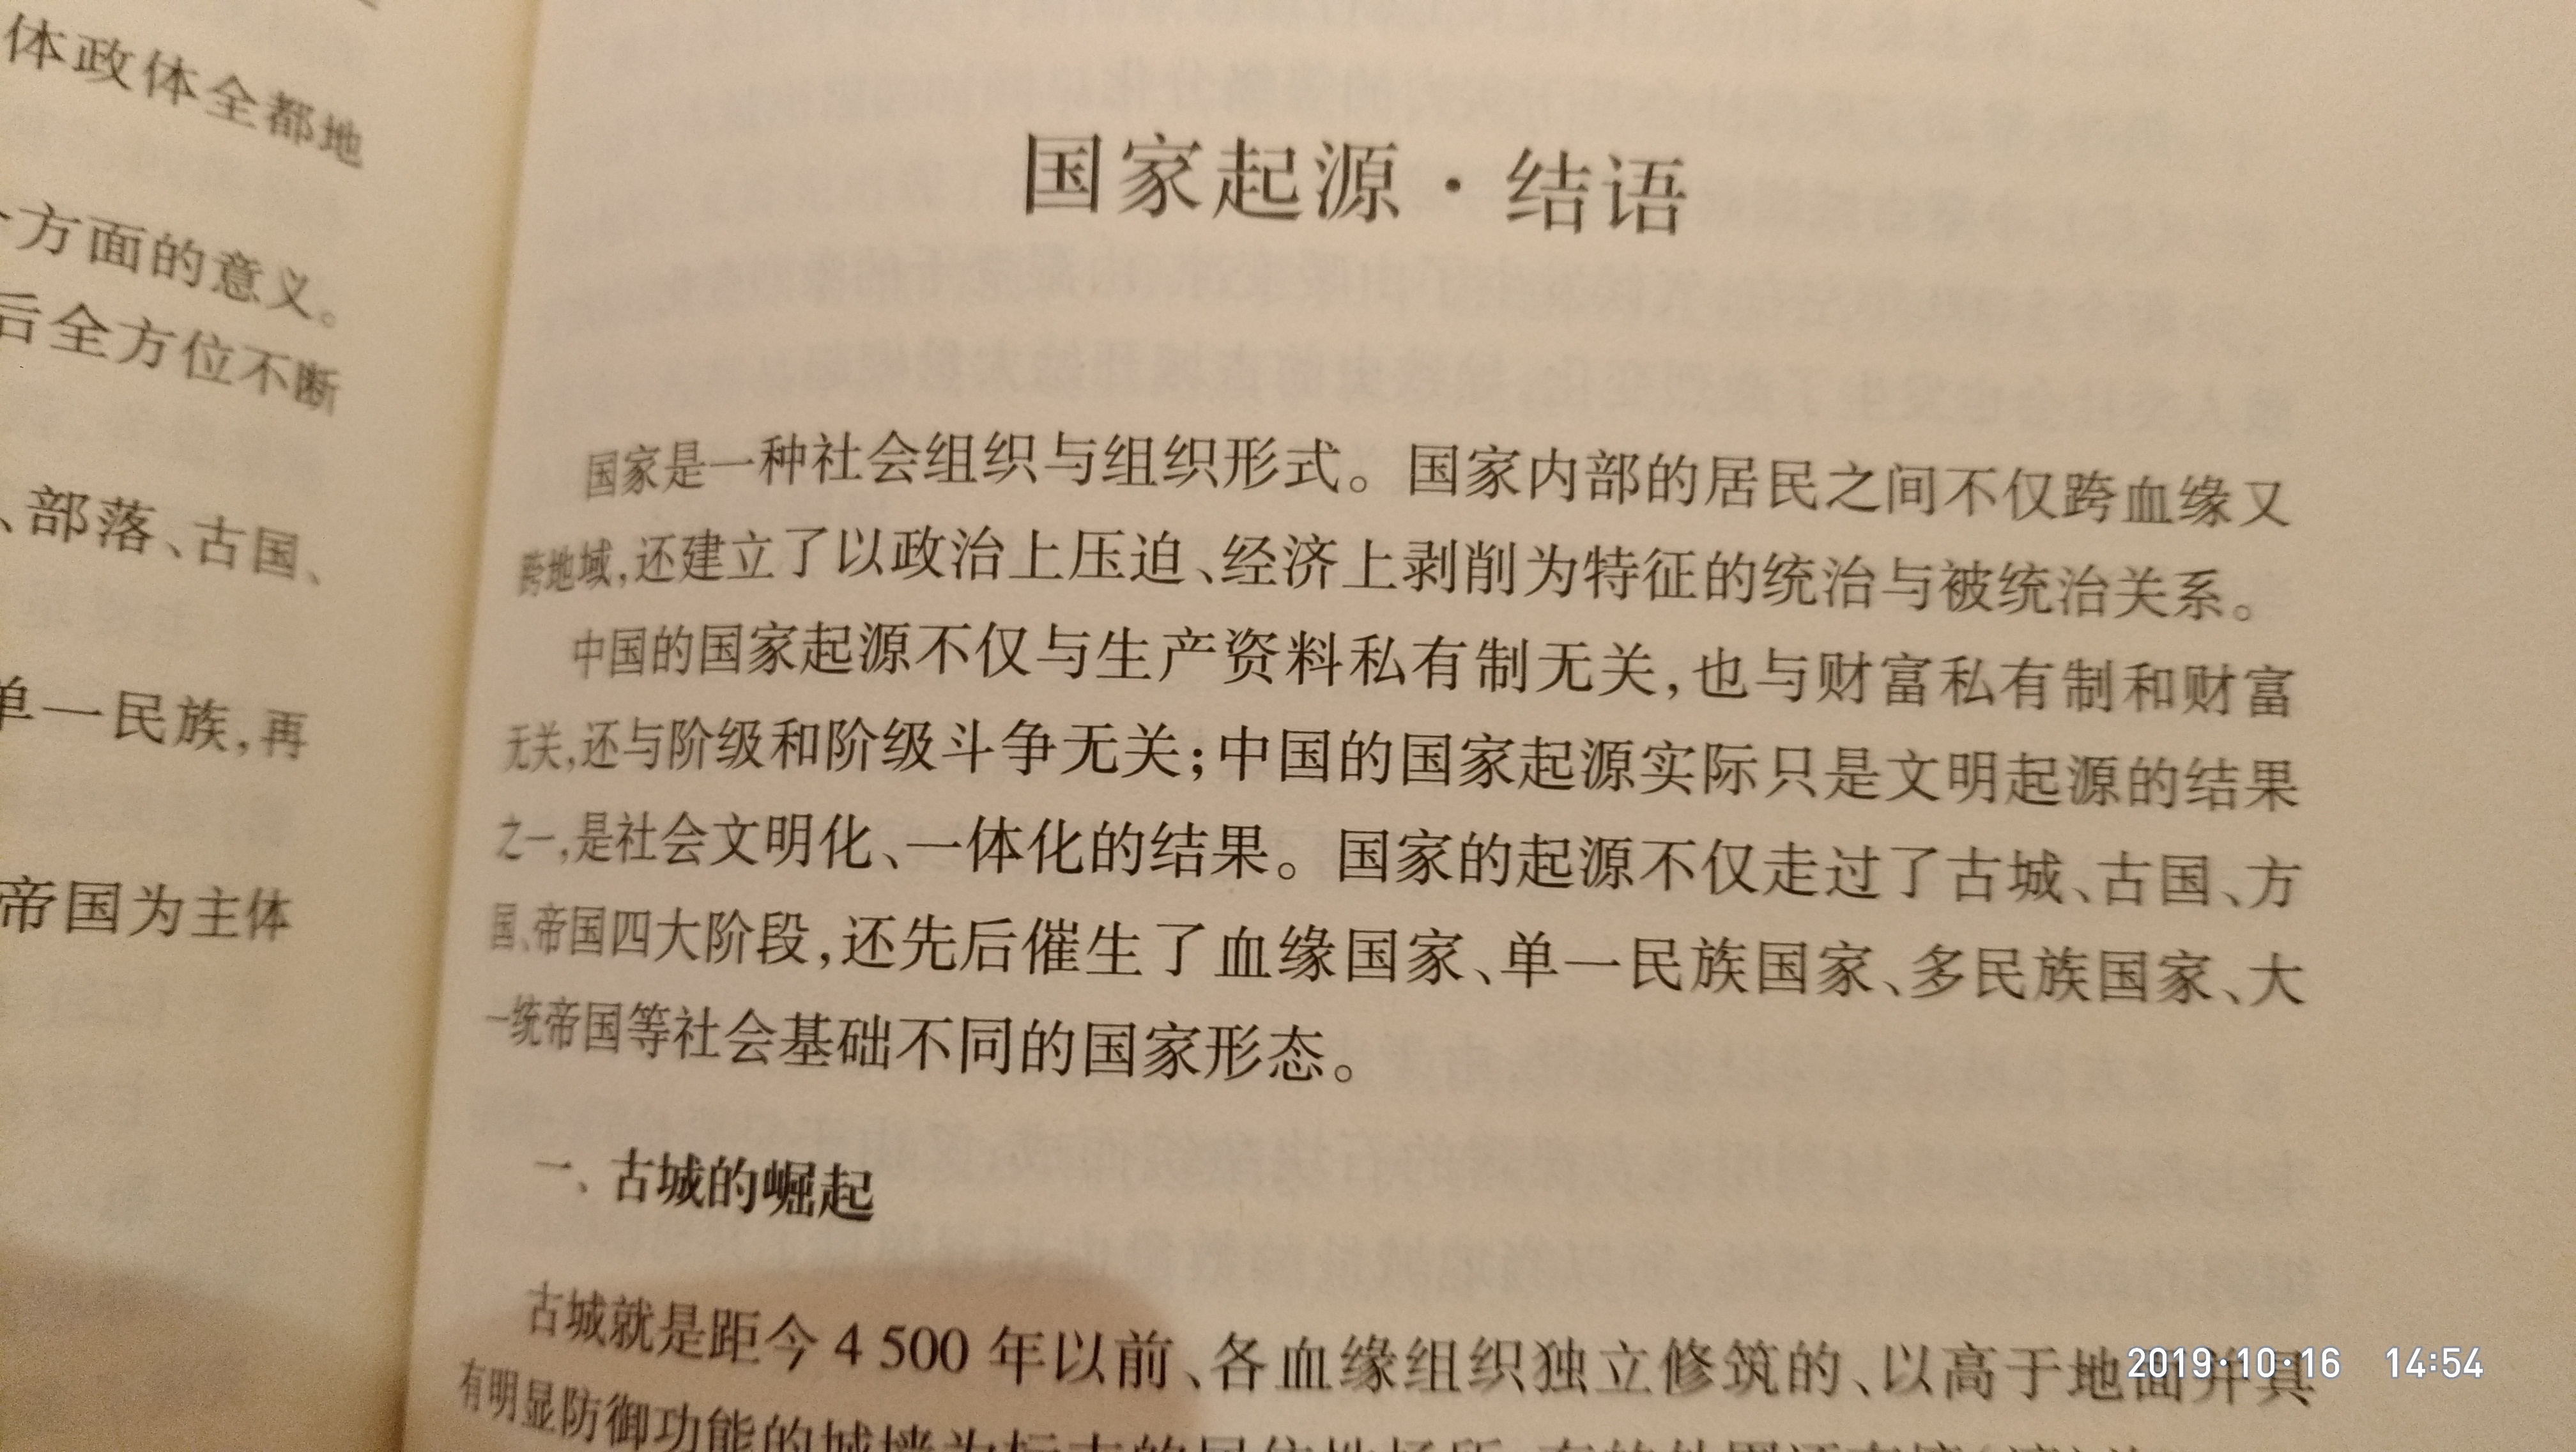 体政体全都地
方面的意义。
后全方位不断
、部落、古国、
单一民族,再
帝国为主体
国家起源·结语
国家是一种社会组织与组织形式。国家内部的居民之间不仅跨血缘又
跨地域,还建立了以政治上压迫、经济上剥削为特征的统治与被统治关系。
中国的国家起源不仅与生产资料私有制无关,也与财富私有制和财富
无关,还与阶级和阶级斗争无关;中国的国家起源实际只是文明起源的结果
之一,是社会文明化、一体化的结果。国家的起源不仅走过了古城、古国、方
国、帝国四大阶段,还先后催生了血缘国家、单一民族国家、多民族国家、大
一统帝国等社会基础不同的国家形态。
一、古城的崛起
古城就是距今 4 500 年以前、各血缘组织独立修筑的、以高于地面并具
有明显防御功能的城墙为标志的居住地场所
2019·10·16 14:54